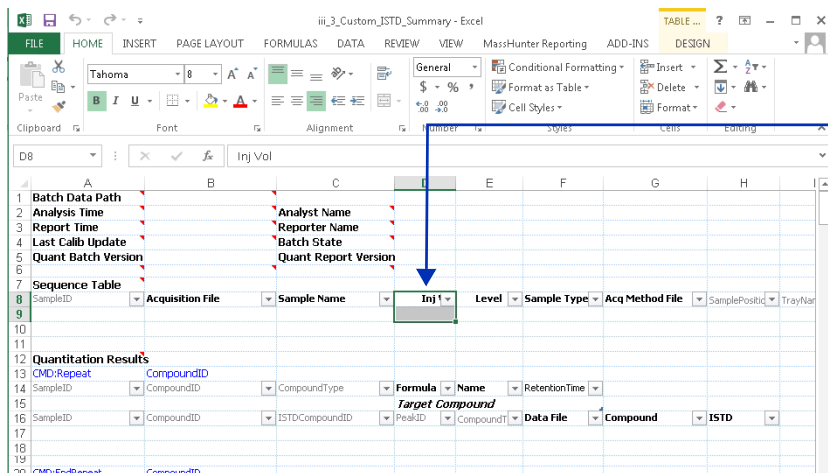 iii_3_Custom_ISTD_Summary - Excel
TABLE ...
?
FILE HOME INSERT PAGE LAYOUT FORMULAS DATA REVIEW VIEW MassHunter Reporting ADD-INS DESIGN
Paste
Tahoma 8 A A
B I U A
General
$ % ,
Conditional Formatting
Format as Table
Cell Styles
Insert
Delete
Format
Clipboard Font Alignment Number Styles Cells Editing
D8 fx Inj Vol
A B C D E F G H I
1 Batch Data Path
2 Analysis Time Analyst Name
3 Report Time Reporter Name
4 Last Calib Update Batch State
5 Quant Batch Version Quant Report Version
6
7 Sequence Table
8 SampleID Acquisition File Sample Name Inj Level Sample Type Acq Method File SamplePositic TrayNar
9
10
11
12 Quantitation Results
13 CMD:Repeat CompoundID
14 SampleID CompoundID CompoundType Formula Name RetentionTime
15 Target Compound
16 SampleID CompoundID ISTDCompoundID PeakID CompoundT Data File Compound ISTD
17
18
19
20 CMD:EndRepeat CompoundID